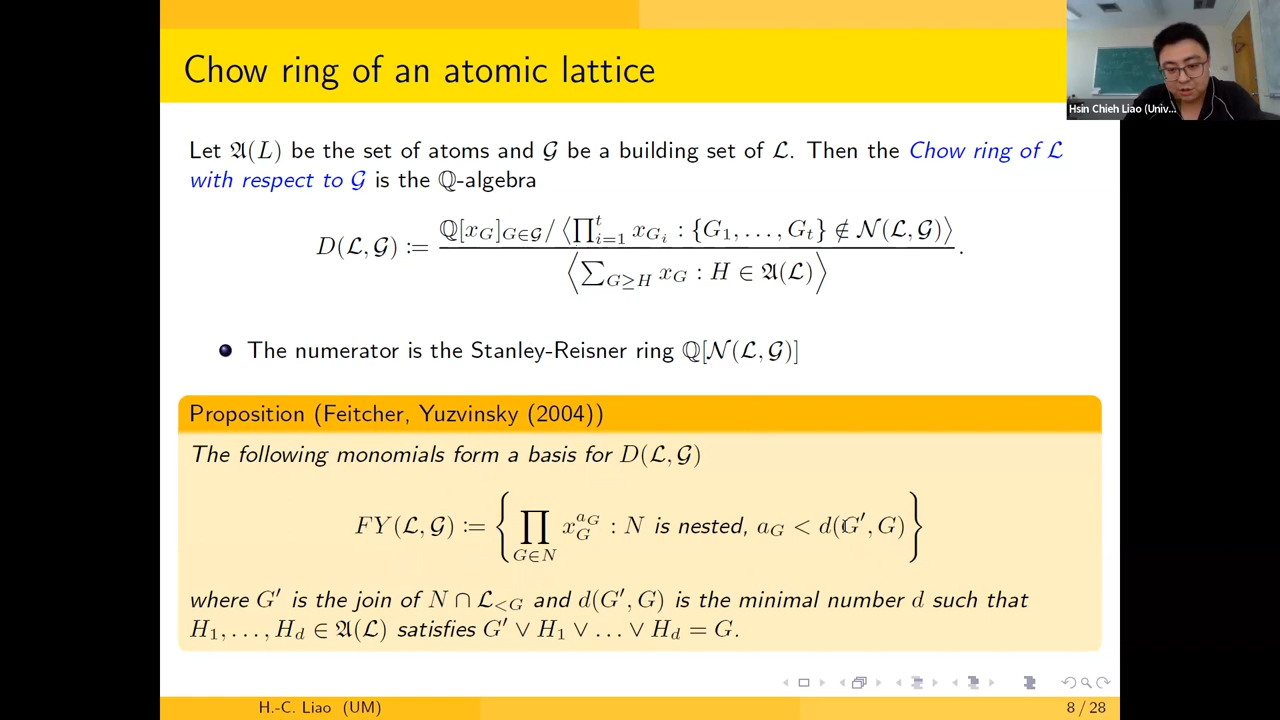 Chow ring of an atomic lattice
Hsin Chieh Liao (Univ...
Let 𝔄(L) be the set of atoms and 𝒢 be a building set of ℒ. Then the Chow ring of ℒ
with respect to 𝒢 is the ℚ-algebra
D(ℒ, 𝒢) := ℚ[x_G]_{G∈𝒢} / ⟨∏_{i=1}^{t} x_{G_i} : {G_1, …, G_t} ∉ 𝒩(ℒ, 𝒢)⟩
⟨∑_{G≥H} x_G : H ∈ 𝔄(ℒ)⟩ .
The numerator is the Stanley-Reisner ring ℚ[𝒩(ℒ, 𝒢)]
Proposition (Feitcher, Yuzvinsky (2004))
The following monomials form a basis for D(ℒ, 𝒢)
FY(ℒ, 𝒢) := { ∏_{G∈N} x_G^{a_G} : N is nested, a_G < d(G′, G) }
where G′ is the join of N ∩ ℒ_{<G} and d(G′, G) is the minimal number d such that
H_1, …, H_d ∈ 𝔄(ℒ) satisfies G′ ∨ H_1 ∨ … ∨ H_d = G.
H.-C. Liao (UM)
8 / 28